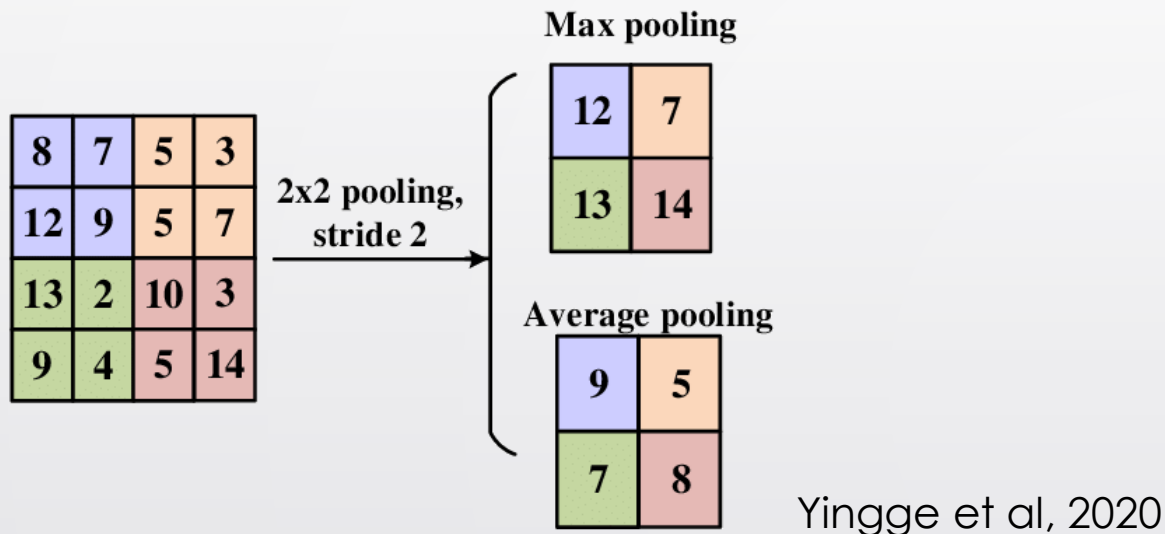 Max pooling
12 7
13 14
8 7 5 3
12 9 5 7
13 2 10 3
9 4 5 14
2x2 pooling,
stride 2
Average pooling
9 5
7 8
Yingge et al, 2020